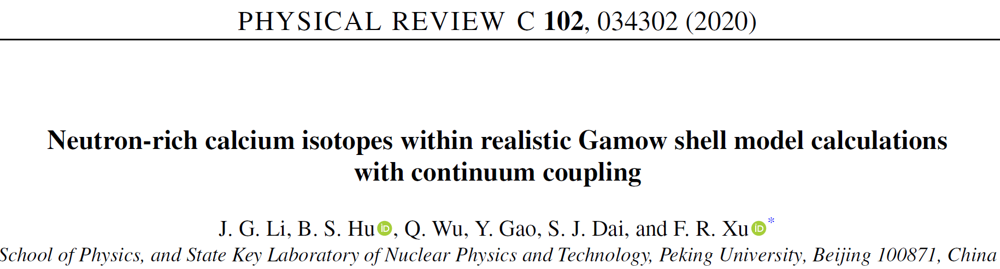 PHYSICAL REVIEW C 102, 034302 (2020)
Neutron-rich calcium isotopes within realistic Gamow shell model calculations
with continuum coupling
J. G. Li, B. S. Hu iD, Q. Wu, Y. Gao, S. J. Dai, and F. R. Xu iD*
School of Physics, and State Key Laboratory of Nuclear Physics and Technology, Peking University, Beijing 100871, China